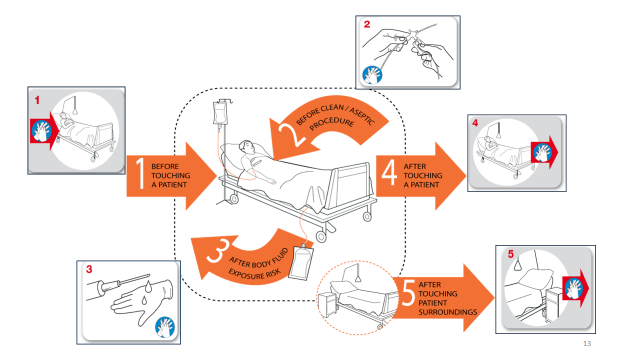 1
2
3
4
5
1
BEFORE
TOUCHING
A PATIENT
2
BEFORE CLEAN / ASEPTIC
PROCEDURE
3
AFTER BODY FLUID
EXPOSURE RISK
4
AFTER
TOUCHING
A PATIENT
5
AFTER
TOUCHING
PATIENT
SURROUNDINGS
13